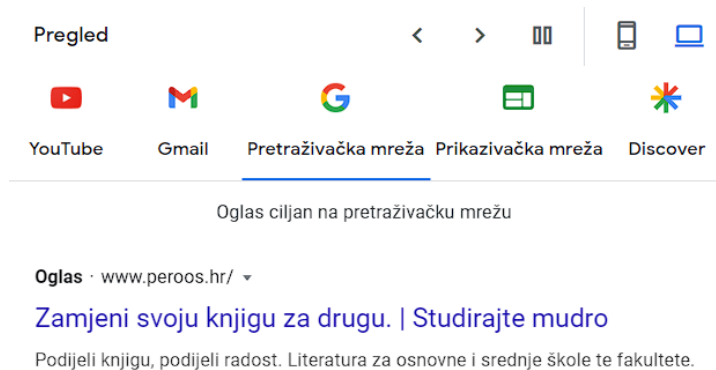 Pregled
YouTube Gmail Pretraživačka mreža Prikazivačka mreža Discover
Oglas ciljan na pretraživačku mrežu
Oglas · www.peroos.hr/
Zamjeni svoju knjigu za drugu. | Studirajte mudro
Podijeli knjigu, podijeli radost. Literatura za osnovne i srednje škole te fakultete.